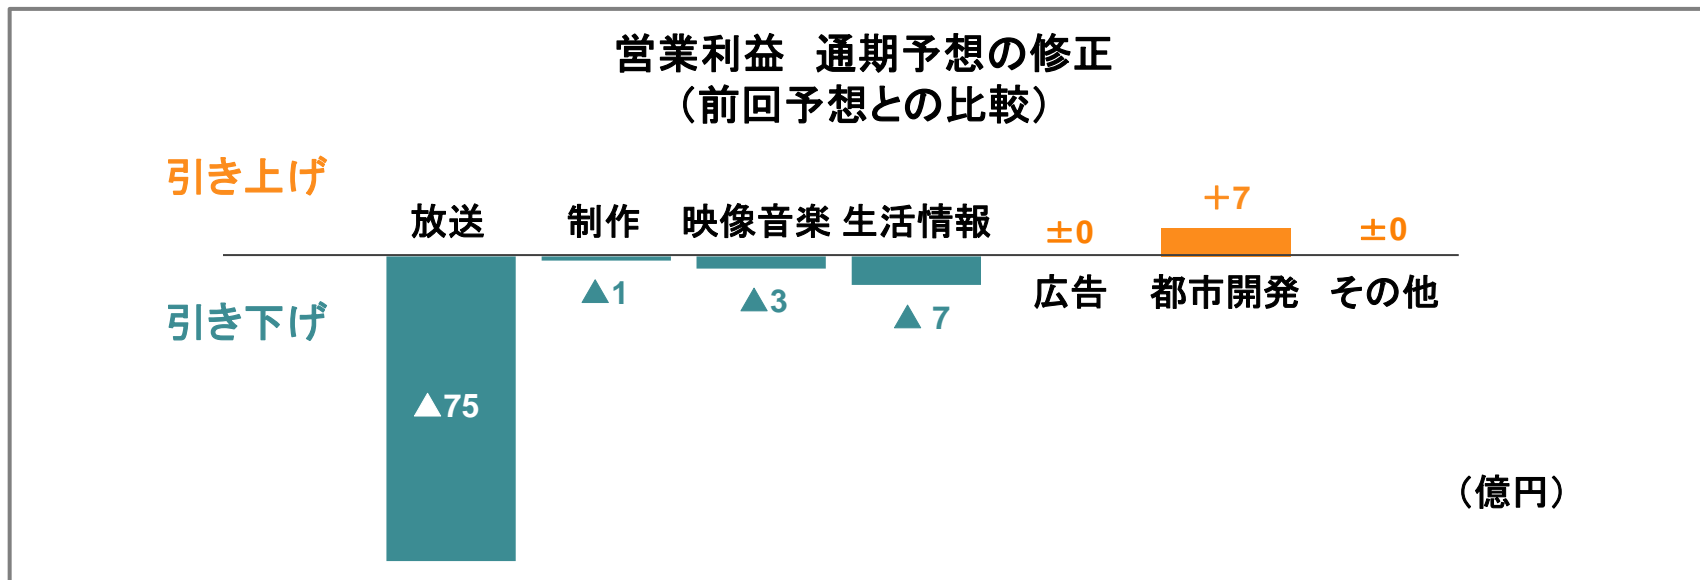 営業利益 通期予想の修正
（前回予想との比較）
引き上げ
放送 制作 映像音楽 生活情報 ±0 ＋7 ±0
引き下げ
▲1 ▲3 ▲ 7 広告 都市開発 その他
▲75
（億円）